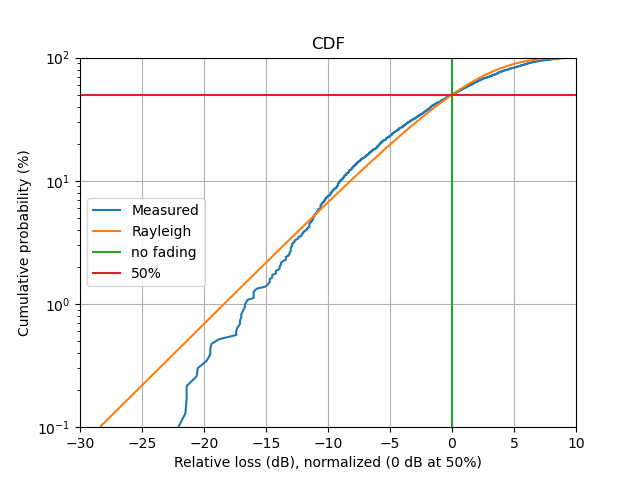 CDF
Cumulative probability (%)
10²
10¹
10⁰
10⁻¹
Measured
Rayleigh
no fading
50%
−30 −25 −20 −15 −10 −5 0 5 10
Relative loss (dB), normalized (0 dB at 50%)